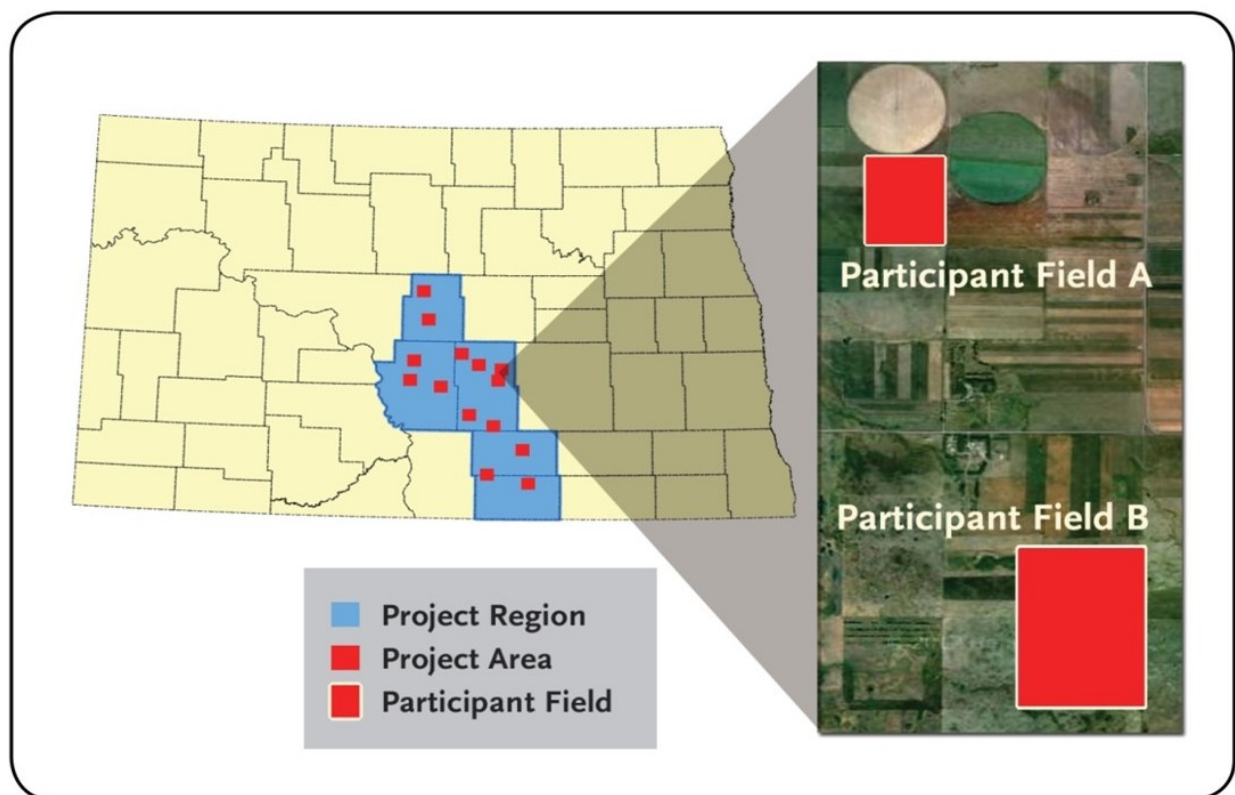 Participant Field A
Participant Field B
Project Region
Project Area
Participant Field